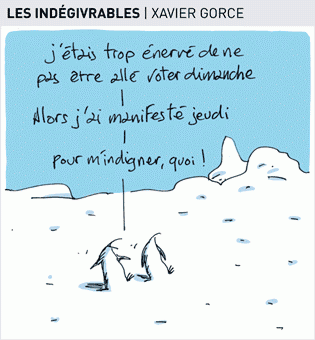 LES INDÉGIVRABLES | XAVIER GORCE
j'étais trop énervé de ne
pas être allé voter dimanche
Alors j'ai manifesté jeudi
pour m'indigner, quoi !